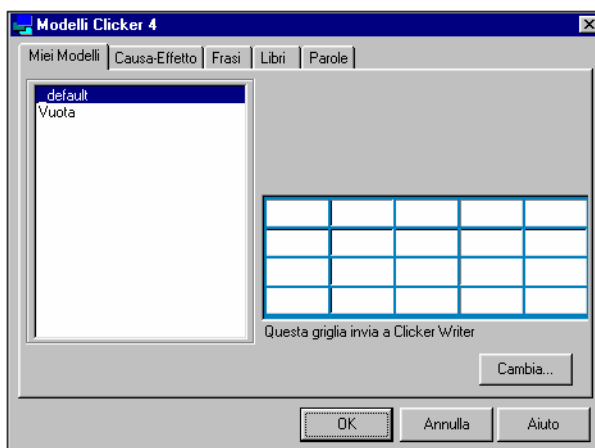 Modelli Clicker 4
Miei Modelli Causa-Effetto Frasi Libri Parole
_default
Vuota
Questa griglia invia a Clicker Writer
Cambia...
OK Annulla Aiuto